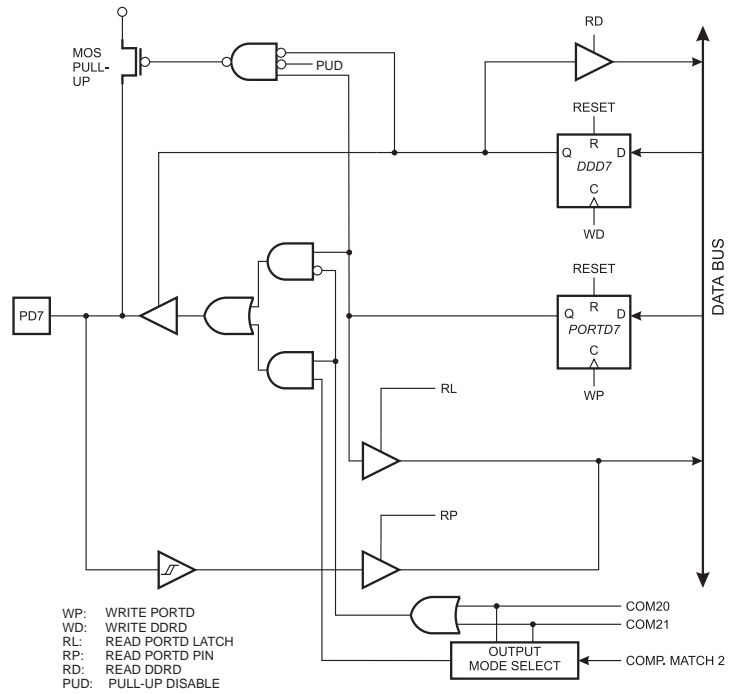 RD
MOS
PULL-
UP
PUD
RESET
R
Q
D
DDD7
C
WD
RESET
R
Q
D
PORTD7
C
WP
PD7
DATA BUS
RL
RP
WP: WRITE PORTD
WD: WRITE DDRD
RL: READ PORTD LATCH
RP: READ PORTD PIN
RD: READ DDRD
PUD: PULL-UP DISABLE
COM20
COM21
OUTPUT
MODE SELECT
COMP. MATCH 2